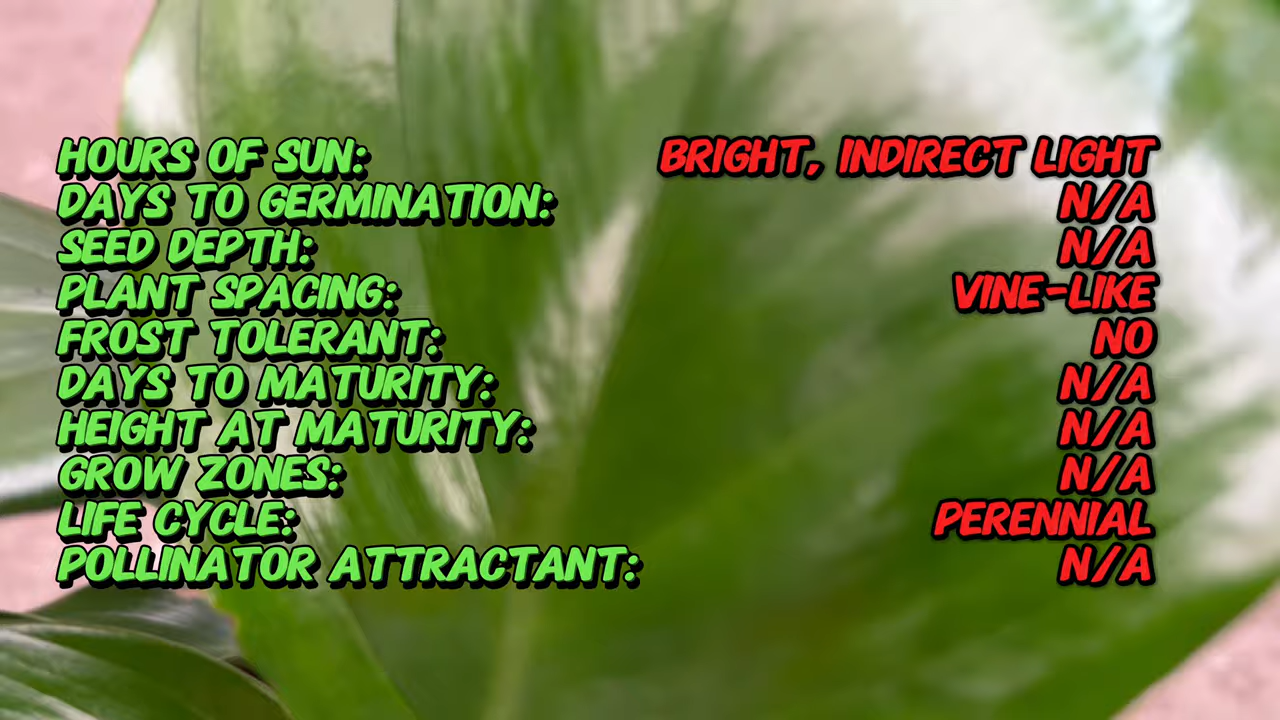 HOURS OF SUN: BRIGHT, INDIRECT LIGHT
DAYS TO GERMINATION: N/A
SEED DEPTH: N/A
PLANT SPACING: VINE-LIKE
FROST TOLERANT: NO
DAYS TO MATURITY: N/A
HEIGHT AT MATURITY: N/A
GROW ZONES: N/A
LIFE CYCLE: PERENNIAL
POLLINATOR ATTRACTANT: N/A